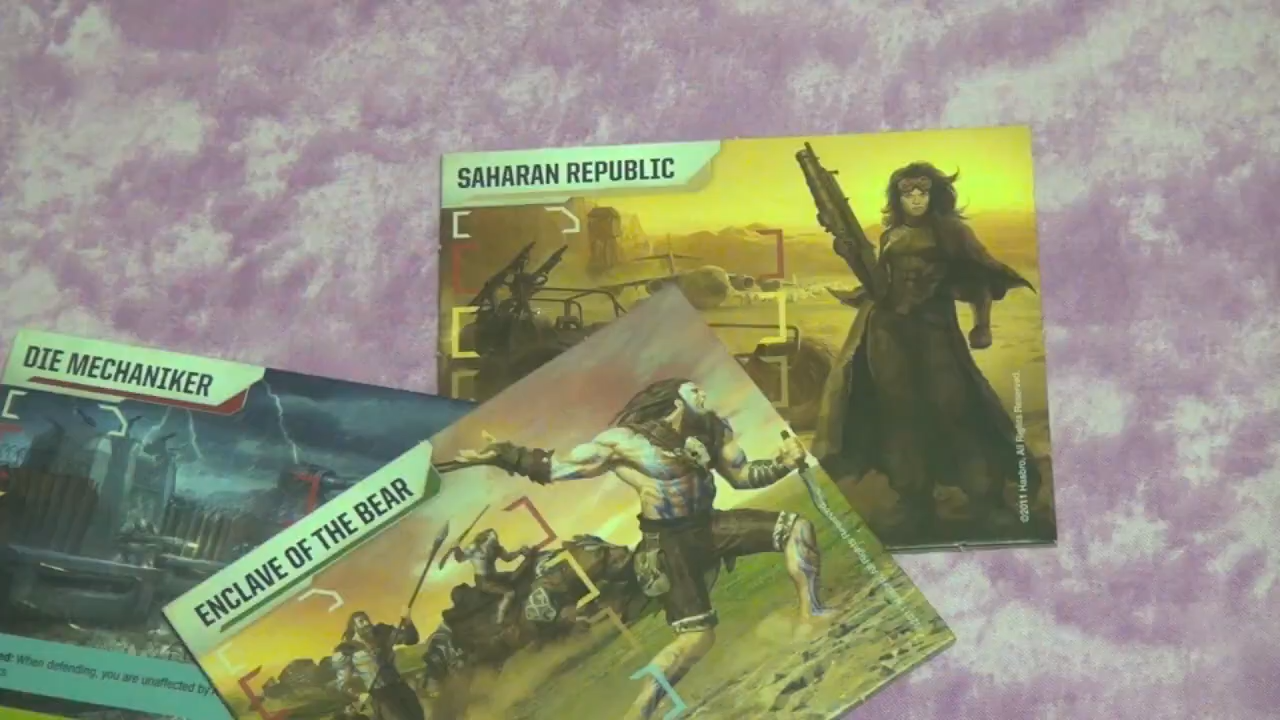 SAHARAN REPUBLIC
©2011 Hasbro. All Rights Reserved.
DIE MECHANIKER
ENCLAVE OF THE BEAR
ed: When defending, you are unaffected by